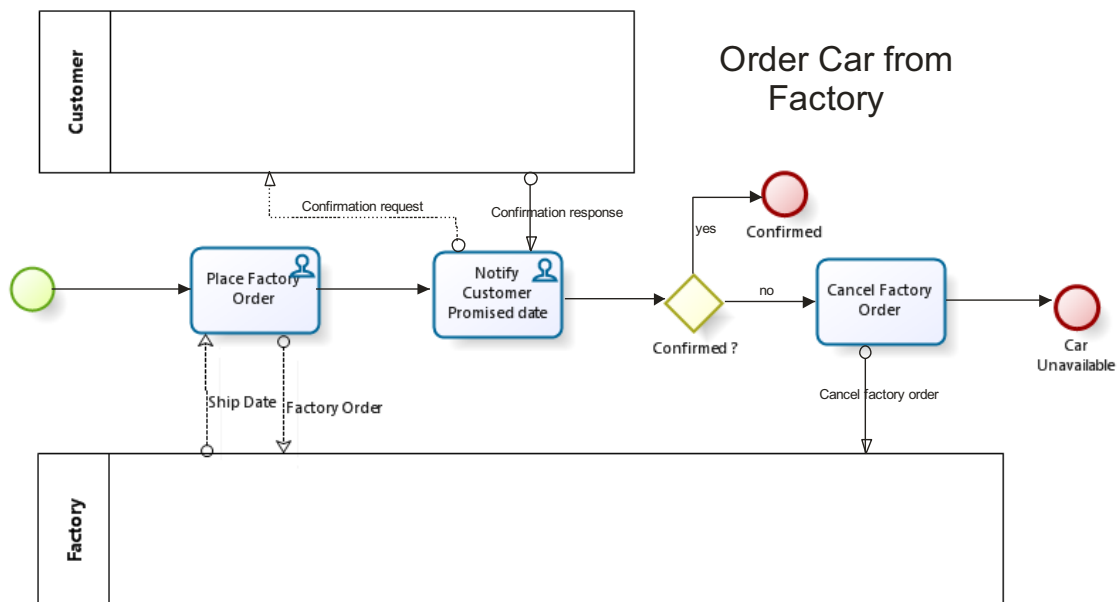 Order Car from
Factory
Customer
Confirmation request
Confirmation response
yes
Confirmed
Place Factory
Order
Notify
Customer
Promised date
Confirmed ?
no
Cancel Factory
Order
Car
Unavailable
Ship Date
Factory Order
Cancel factory order
Factory